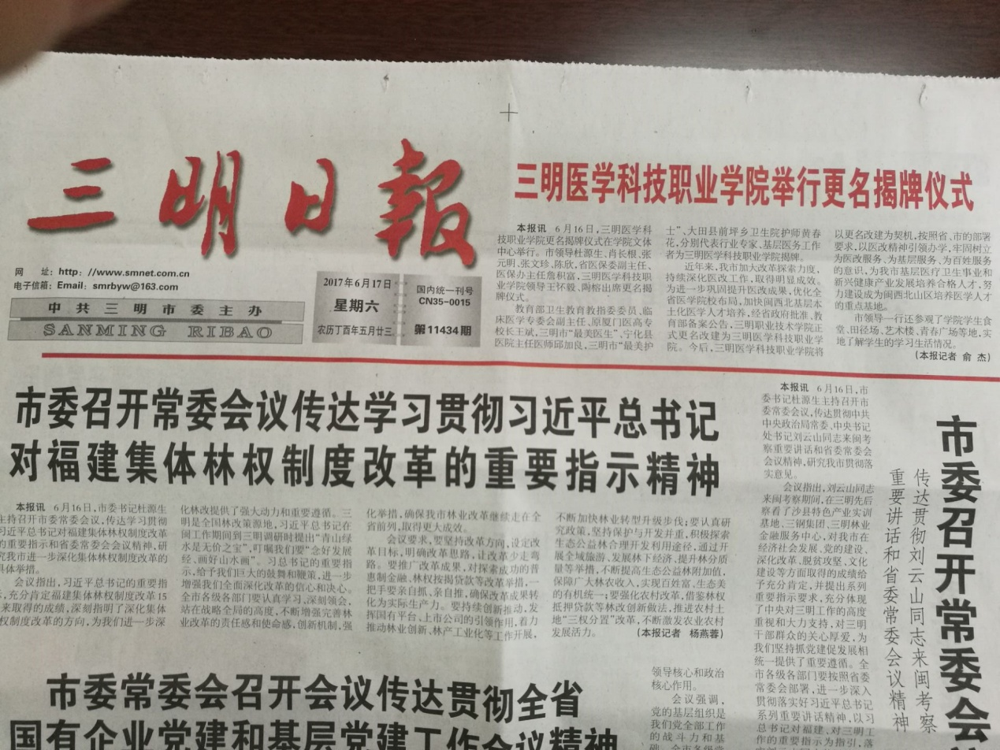 三明日報
网　址：http：//www.smnet.com.cn
电子信箱：Email：smrbyw@163.com
中共三明市委主办
SANMING RIBAO
2017年6月17日
星期六
农历丁酉年五月廿三
国内统一刊号
CN35-0015
第11434期
三明医学科技职业学院举行更名揭牌仪式
本报讯 6月16日，三明医学科
技职业学院更名揭牌仪式在学院文体
中心举行。市领导杜源生、肖长根、张
元明、张文珍、陈欣，省医保委副主任、
医保办主任詹积富，三明医学科技职
业学院领导王怀毅、陶榕出席更名揭
牌仪式。
教育部卫生教育教指委委员、临
床医学专委会副主任、原厦门医高专
校长王斌，三明市“最美医生”、宁化县
医院主任医师邱加良，三明市“最美护
士”、大田县前坪乡卫生院护师黄春
花，分别代表行业专家、基层医务工作
者为三明医学科技职业学院揭牌。
近年来，我市加大改革探索力度，
持续深化医改工作，取得明显成效。
为进一步巩固提升医改成果，优化全
省医学院校布局，加快闽西北基层本
土化医学人才培养，经省政府批准、教
育部备案公告，三明职业技术学院正
式更名改建为三明医学科技职业学
院。今后，三明医学科技职业学院将
以更名改建为契机，按照省、市的部署
要求，以医改精神引领办学，牢固树立
为医改服务、为基层服务、为百姓服务
的意识，为我市基层医疗卫生事业和
新兴健康产业发展培养合格人才，努
力建设成为闽西北山区培养医学人才
的重点基地。
市领导一行还参观了学院学生食
堂、田径场、艺术楼、青春广场等地，实
地了解学生的学习生活情况。
（本报记者 俞 杰）
市委召开常委会议传达学习贯彻习近平总书记
对福建集体林权制度改革的重要指示精神
本报讯 6月16日，市委书记杜源生
主持召开市委常委会议，传达学习贯彻
习近平总书记对福建集体林权制度改革
的重要指示和省委常委会会议精神，研
究我市进一步深化集体林权制度改革的
具体举措。
会议指出，习近平总书记的重要指
示，充分肯定福建集体林权制度改革15
来取得的成绩，深刻指明了深化集体
权制度改革的方向，为我们进一步深
化林改提供了强大动力和重要遵循。三
明是全国林改策源地，习近平总书记在
闽工作期间到三明调研时提出“青山绿
水是无价之宝”，叮嘱我们要“念好发展
经、画好山水画”。习总书记的重要指
示，给予我们巨大的鼓舞和鞭策，进一步
增强我们全面深化改革的信心和决心。
全市各级各部门要认真学习，深刻领会，
站在战略全局的高度，不断增强完善林
业改革的责任感和使命感，创新机制，强
化举措，确保我市林业改革继续走在全
省前列，取得更大成效。
会议要求，要坚持改革方向，设定改
革目标，明确改革思路，让改革少走弯
路。要推广改革成果，对探索成功的普
惠制金融、林权按揭贷款等改革举措，一
把手要亲自抓、亲自推，确保改革成果转
化为实际生产力。要持续创新推动，发
挥国有平台、上市公司的引领作用，着力
推动林业创新、林产工业化等工作开展，
不断加快林业转型升级步伐；要认真研
究政策，坚持保护与开发并重，积极探索
生态公益林合理开发利用途径，通过开
展全域旅游、发展林下经济、提升林分质
量等举措，不断提高生态公益林附加值，
保障广大林农收入，实现百姓富、生态美
的有机统一；要强化农村改革，借鉴林权
抵押贷款等林改创新做法，推进农村土
地“三权分置”改革，不断激发农业农村
发展活力。（本报记者 杨燕蓉）
本报讯 6月16日，市
委书记杜源生主持召开市
委常委会议，传达贯彻中共
中央政治局常委、中央书记
处书记刘云山同志来闽考
察重要讲话和省委常委会
会议精神，研究我市贯彻落
实意见。
会议指出，刘云山同志
来闽考察期间，在三明先后
察看了沙县特色产业实训
基地、三钢集团、三明林业
金融服务中心，对我市在
经济社会发展、党的建设、
深化改革、脱贫攻坚、文化
建设等方面取得的成绩给
予充分肯定，并提出系列
重要指示要求，充分体现
了中央对三明工作的高度
重视和大力支持，对三明
干部群众的关心厚爱，为
我们坚持抓党建促发展相
统一提供了重要遵循。全
市各级各部门要按照省委
常委会部署，进一步深入
贯彻落实好习近平总书记
系列重要讲话精神，以习
总书记对福建、对三明工
作的重要指示为指引，落
市委召开常委会
传达贯彻刘云山同志来闽考察
重要讲话和省委常委会议精神
市委常委会召开会议传达贯彻全省
国有企业党建和基层党建工作会议精神
领导核心和政治
核心作用。
会议强调，
党的基层组织是
我们党全部工作
的战斗力和基